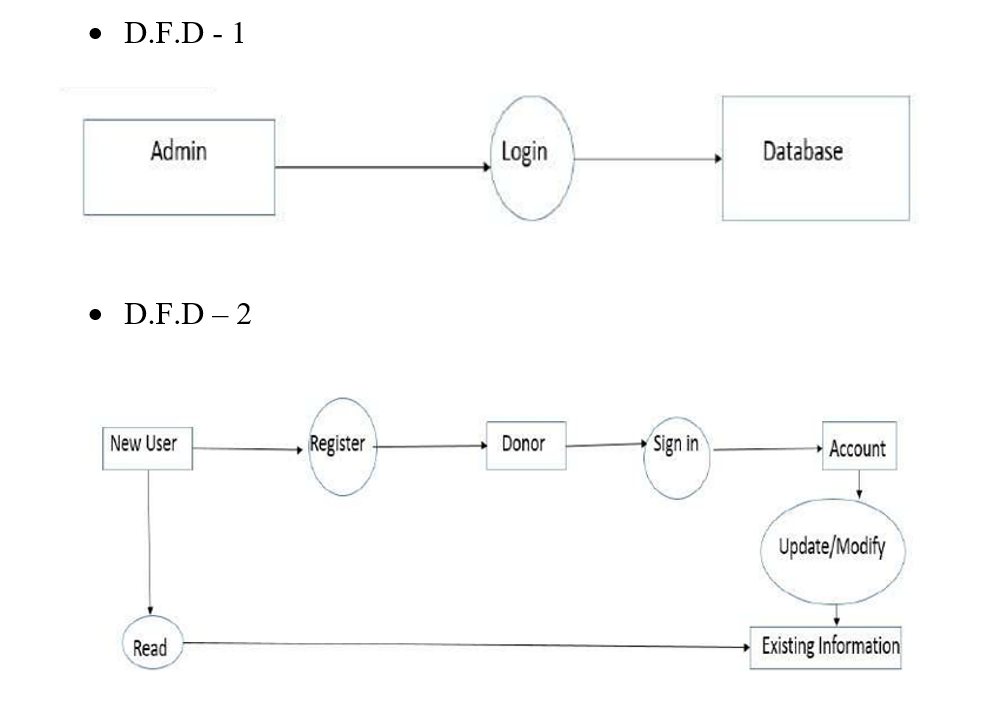 • D.F.D - 1
Admin
Login
Database
• D.F.D – 2
New User
Register
Donor
Sign in
Account
Update/Modify
Read
Existing Information